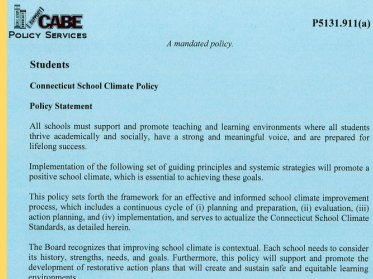 CABE
POLICY SERVICES
P5131.911(a)
A mandated policy.
Students
Connecticut School Climate Policy
Policy Statement
All schools must support and promote teaching and learning environments where all students
thrive academically and socially, have a strong and meaningful voice, and are prepared for
lifelong success.
Implementation of the following set of guiding principles and systemic strategies will promote a
positive school climate, which is essential to achieving these goals.
This policy sets forth the framework for an effective and informed school climate improvement
process, which includes a continuous cycle of (i) planning and preparation, (ii) evaluation, (iii)
action planning, and (iv) implementation, and serves to actualize the Connecticut School Climate
Standards, as detailed herein.
The Board recognizes that improving school climate is contextual. Each school needs to consider
its history, strengths, needs, and goals. Furthermore, this policy will support and promote the
development of restorative action plans that will create and sustain safe and equitable learning
environments.